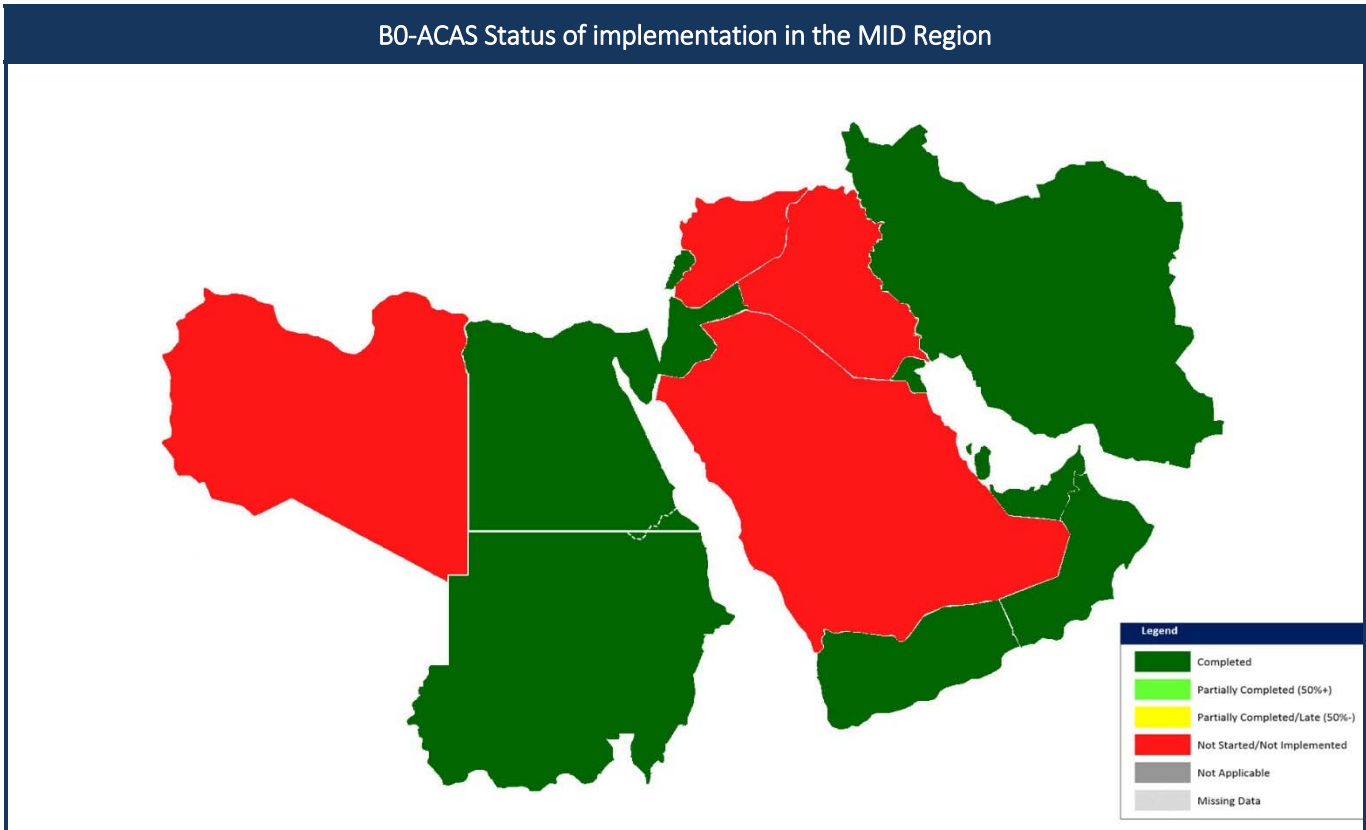 B0-ACAS Status of implementation in the MID Region
Legend
Completed
Partially Completed (50%+)
Partially Completed/Late (50%-)
Not Started/Not Implemented
Not Applicable
Missing Data